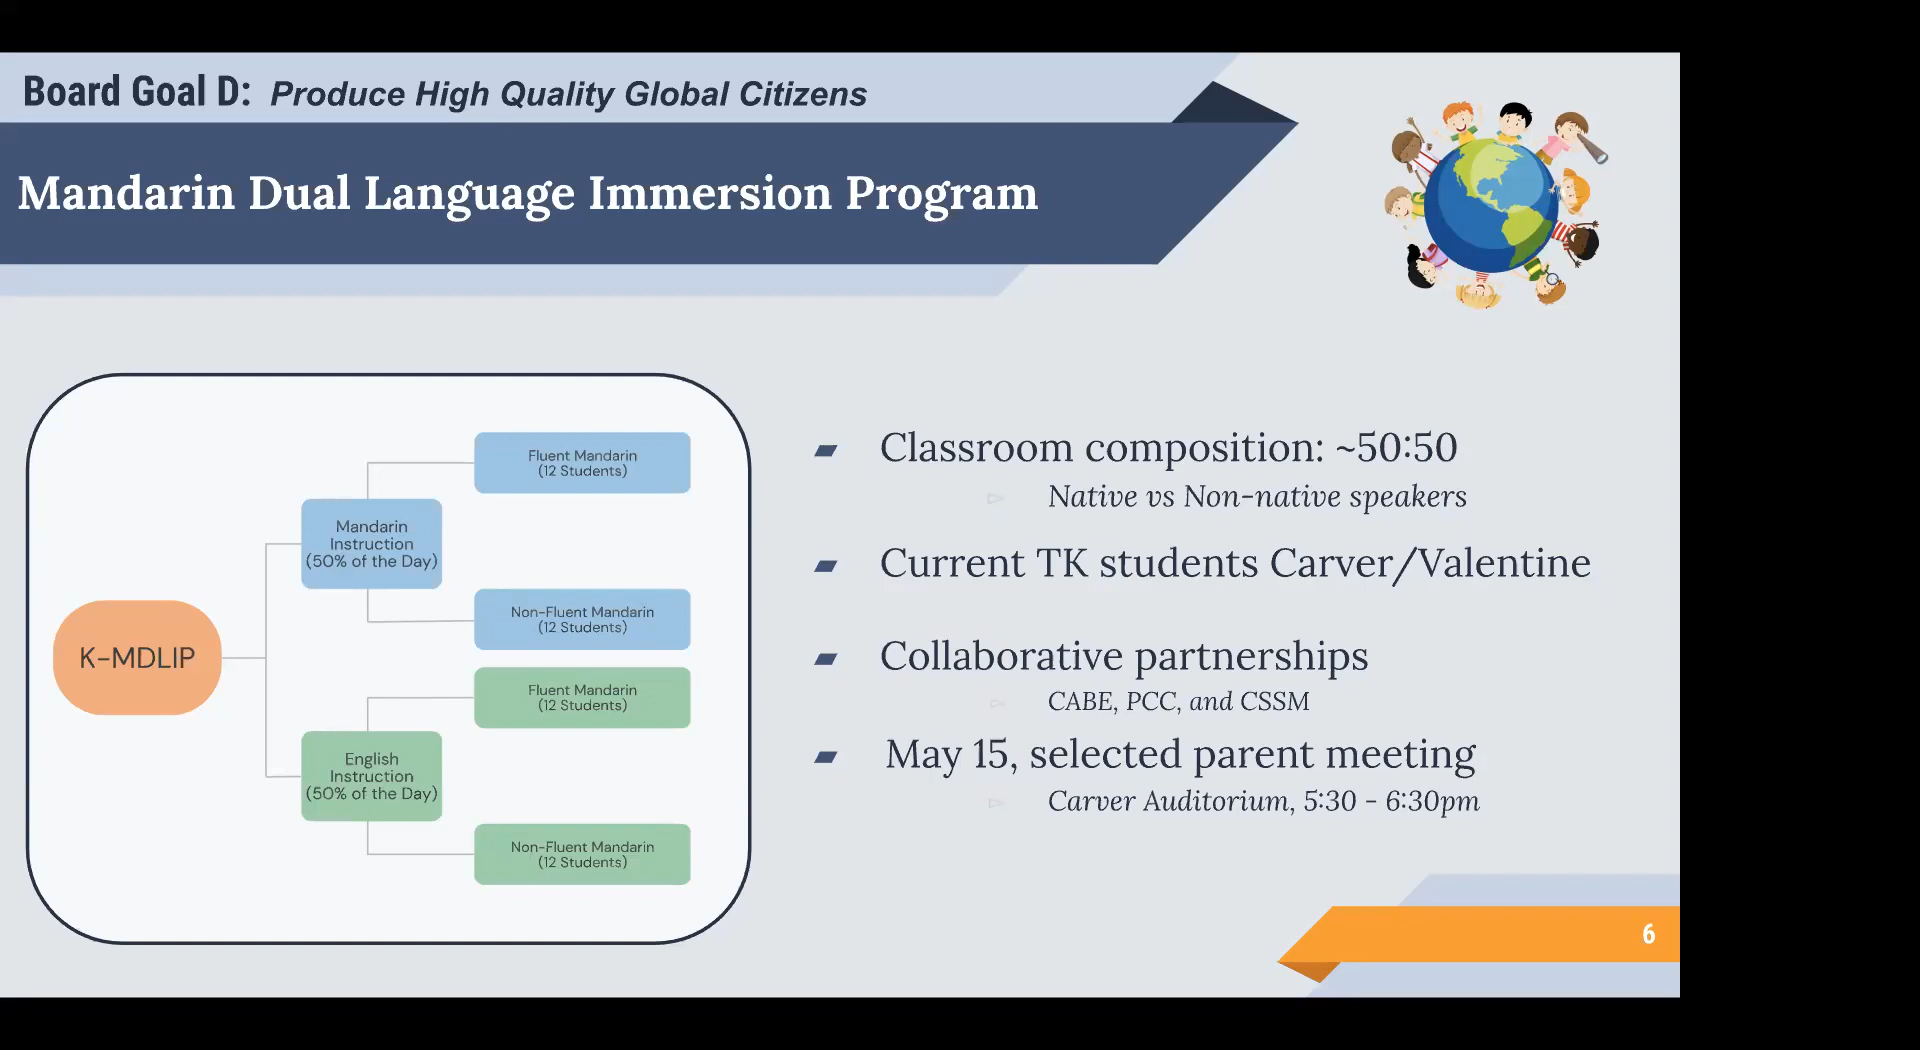 Board Goal D: Produce High Quality Global Citizens
Mandarin Dual Language Immersion Program
K-MDLIP
Mandarin
Instruction
(50% of the Day)
Fluent Mandarin
(12 Students)
Non-Fluent Mandarin
(12 Students)
English
Instruction
(50% of the Day)
Fluent Mandarin
(12 Students)
Non-Fluent Mandarin
(12 Students)
Classroom composition: ~50:50
Native vs Non-native speakers
Current TK students Carver/Valentine
Collaborative partnerships
CABE, PCC, and CSSM
May 15, selected parent meeting
Carver Auditorium, 5:30 - 6:30pm
6